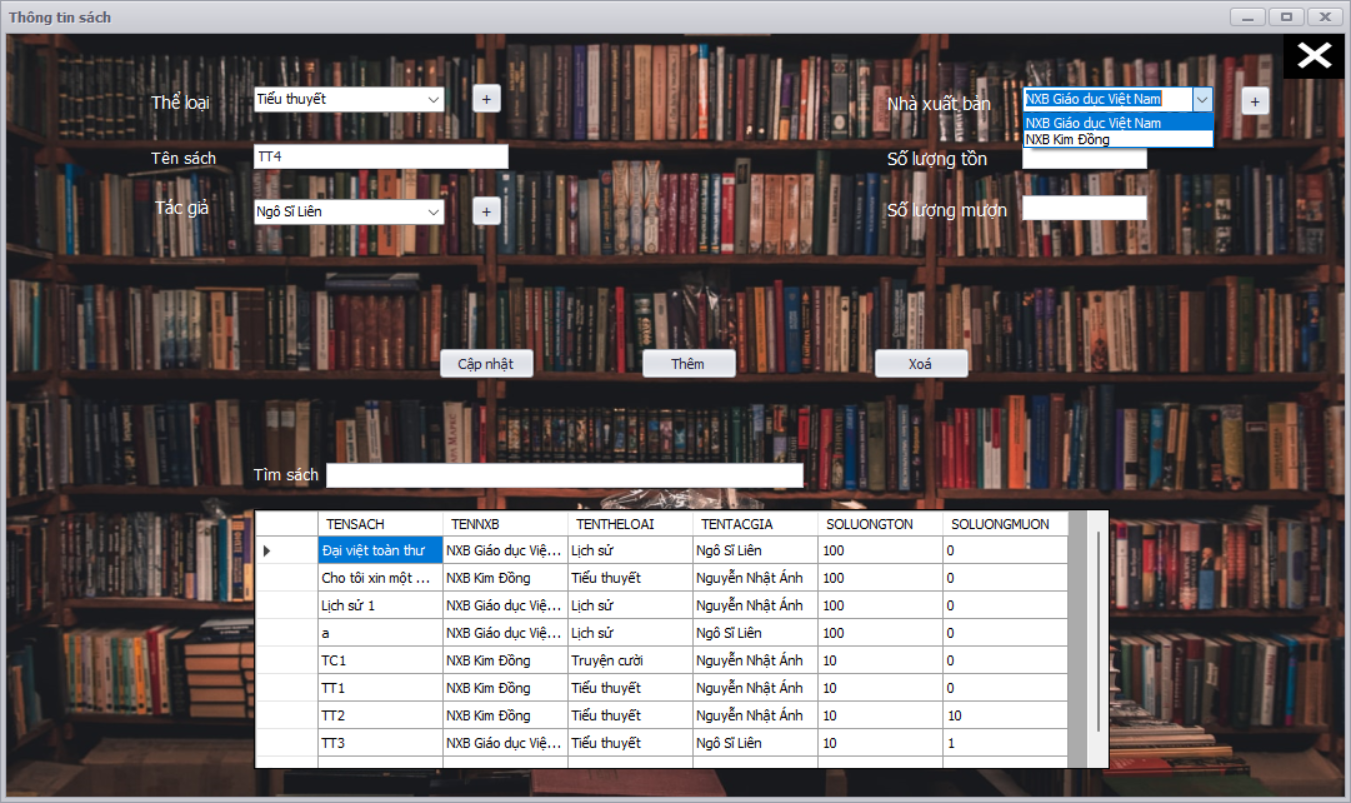 Thông tin sách
Thể loại
Tiểu thuyết
+
Nhà xuất bản
NXB Giáo dục Việt Nam
+
NXB Giáo dục Việt Nam
NXB Kim Đồng
Tên sách
TT4
Số lượng tồn
Tác giả
Ngô Sĩ Liên
+
Số lượng mượn
Cập nhật
Thêm
Xoá
Tìm sách
TENSACH TENNXB TENTHELOAI TENTACGIA SOLUONGTON SOLUONGMUON
Đại việt toàn thư NXB Giáo dục Việ... Lịch sử Ngô Sĩ Liên 100 0
Cho tôi xin một ... NXB Kim Đồng Tiểu thuyết Nguyễn Nhật Ánh 100 0
Lịch sử 1 NXB Giáo dục Việ... Lịch sử Nguyễn Nhật Ánh 100 0
a NXB Giáo dục Việ... Lịch sử Ngô Sĩ Liên 100 0
TC1 NXB Kim Đồng Truyện cười Nguyễn Nhật Ánh 10 0
TT1 NXB Kim Đồng Tiểu thuyết Nguyễn Nhật Ánh 10 0
TT2 NXB Kim Đồng Tiểu thuyết Nguyễn Nhật Ánh 10 10
TT3 NXB Giáo dục Việ... Tiểu thuyết Ngô Sĩ Liên 10 1